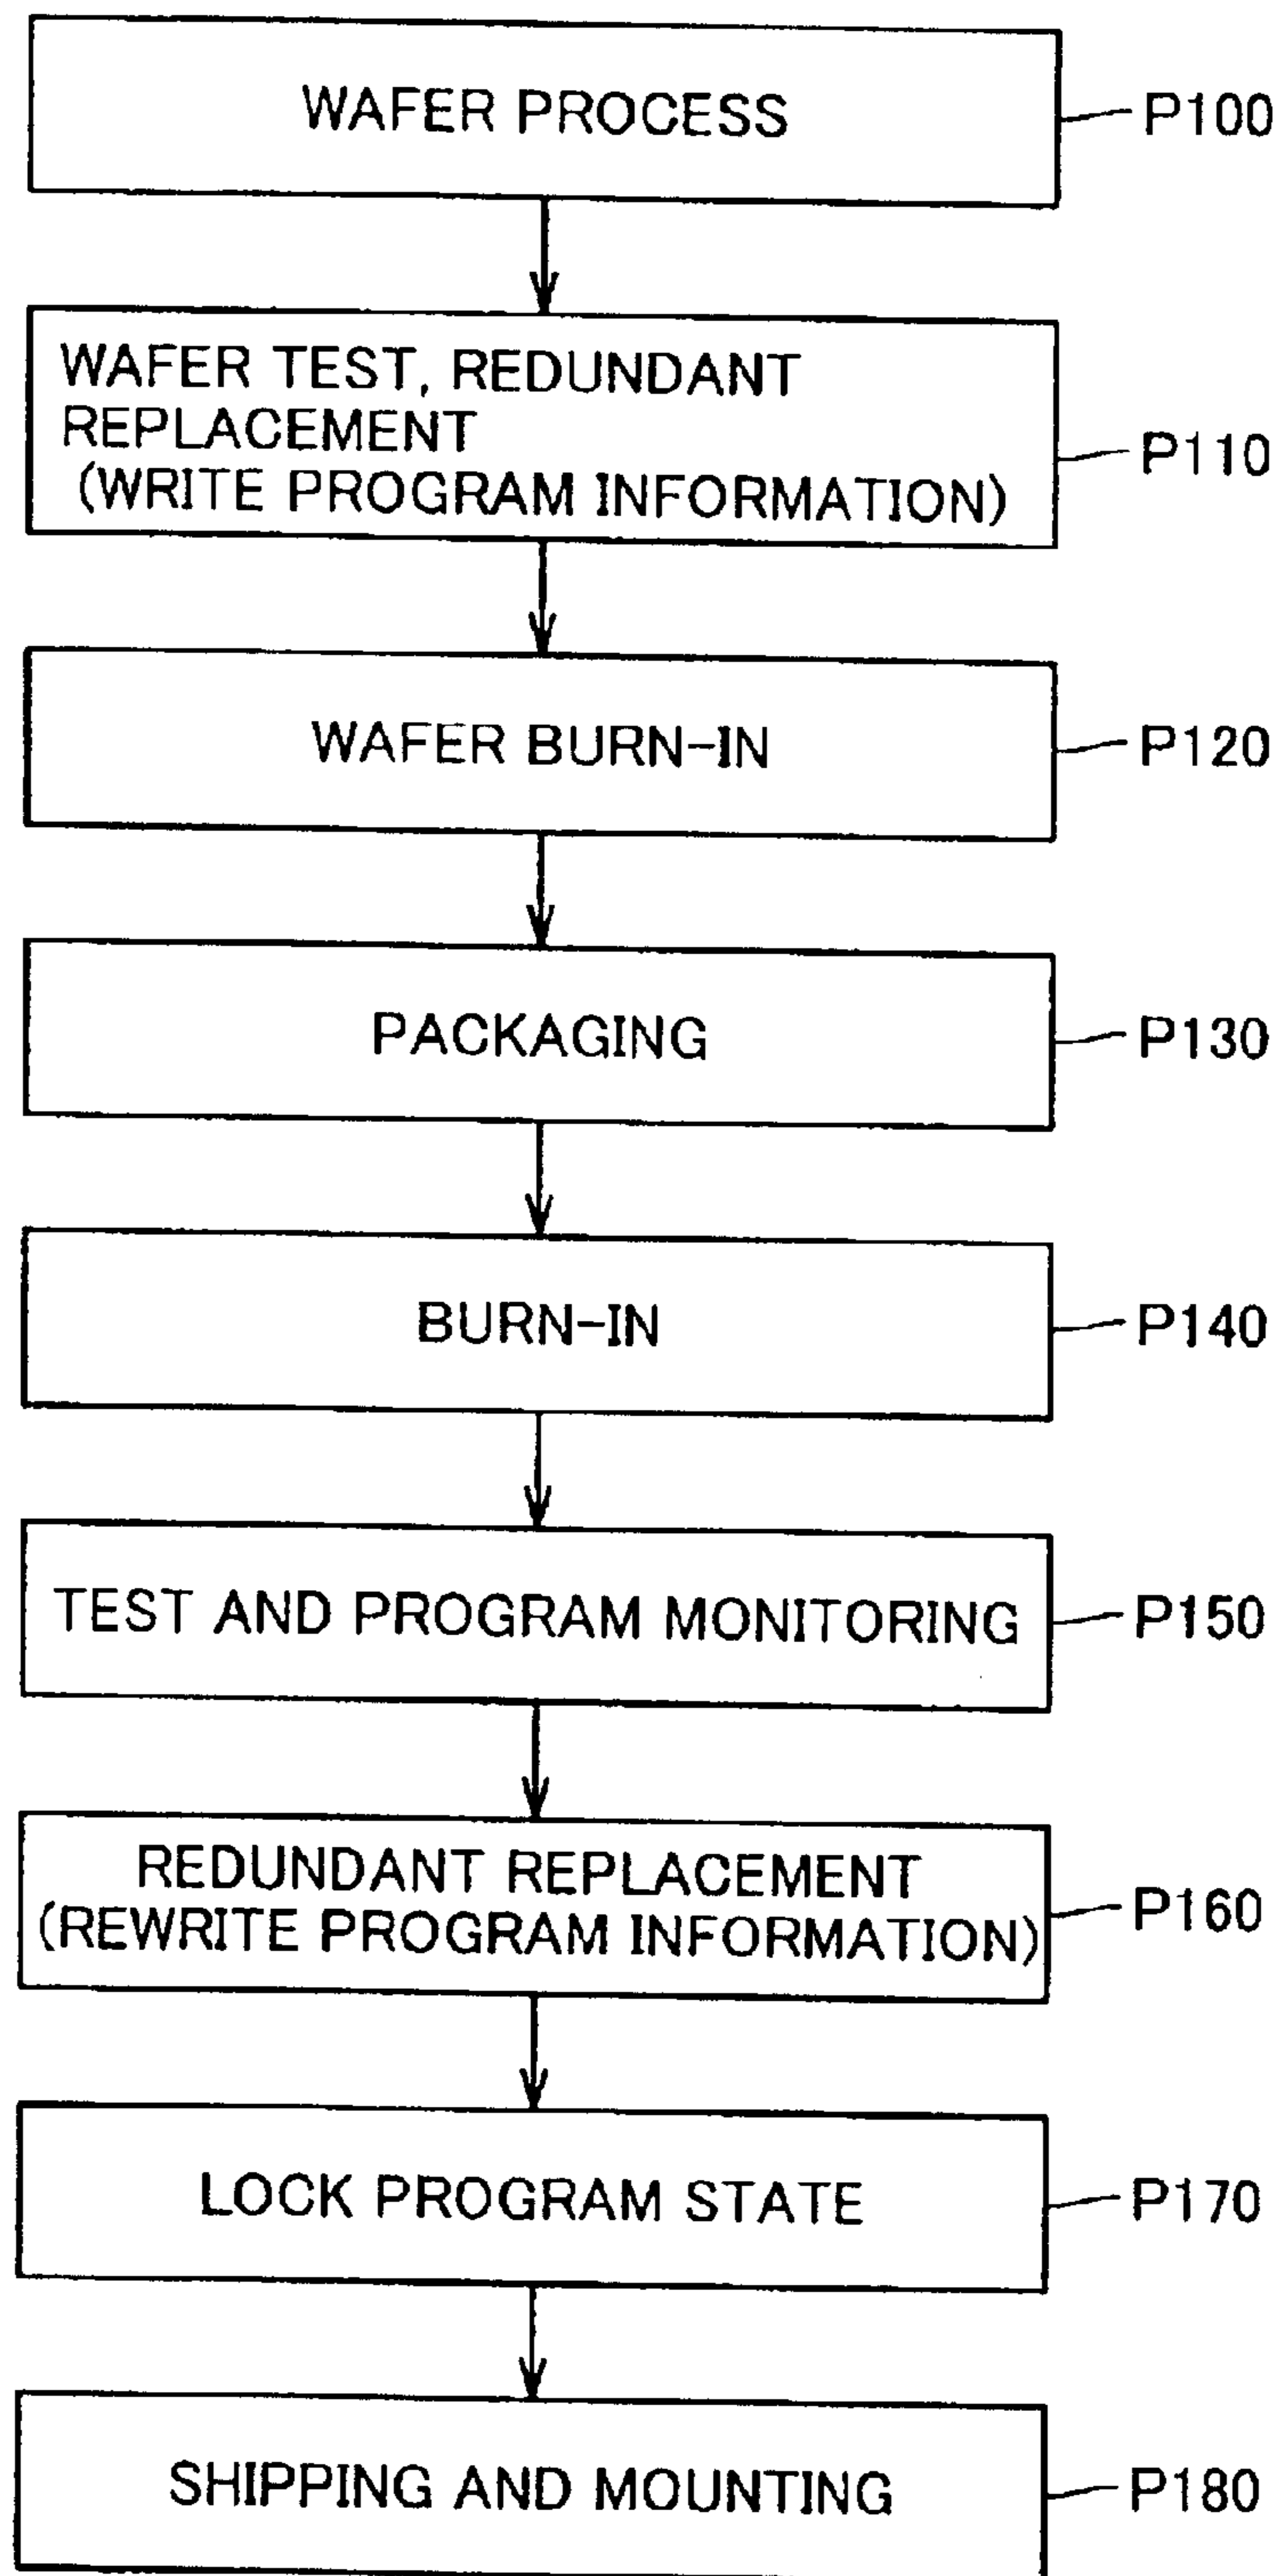 WAFER PROCESS
P100
WAFER TEST, REDUNDANT
REPLACEMENT
(WRITE PROGRAM INFORMATION)
P110
WAFER BURN-IN
P120
PACKAGING
P130
BURN-IN
P140
TEST AND PROGRAM MONITORING
P150
REDUNDANT REPLACEMENT
(REWRITE PROGRAM INFORMATION)
P160
LOCK PROGRAM STATE
P170
SHIPPING AND MOUNTING
P180